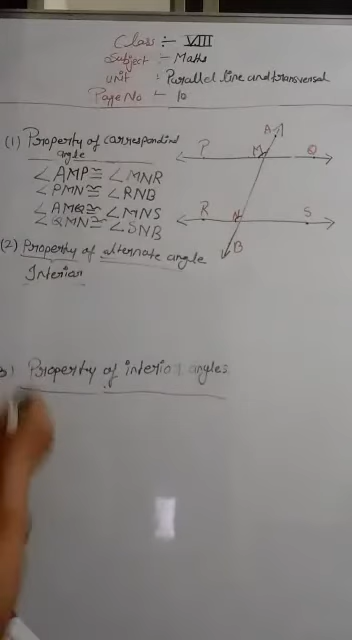 Class :- VIII
Subject :- Maths
Unit : Parallel line and transversal
Page No :- 10
(1) Property of corresponding
angle
∠AMP ≅ ∠MNR
∠PMN ≅ ∠RNB
∠AMQ ≅ ∠MNS
∠QMN ≅ ∠SNB
(2) Property of alternate angle
Interian
3) Property of interior angles
A
P M Q
R N S
B